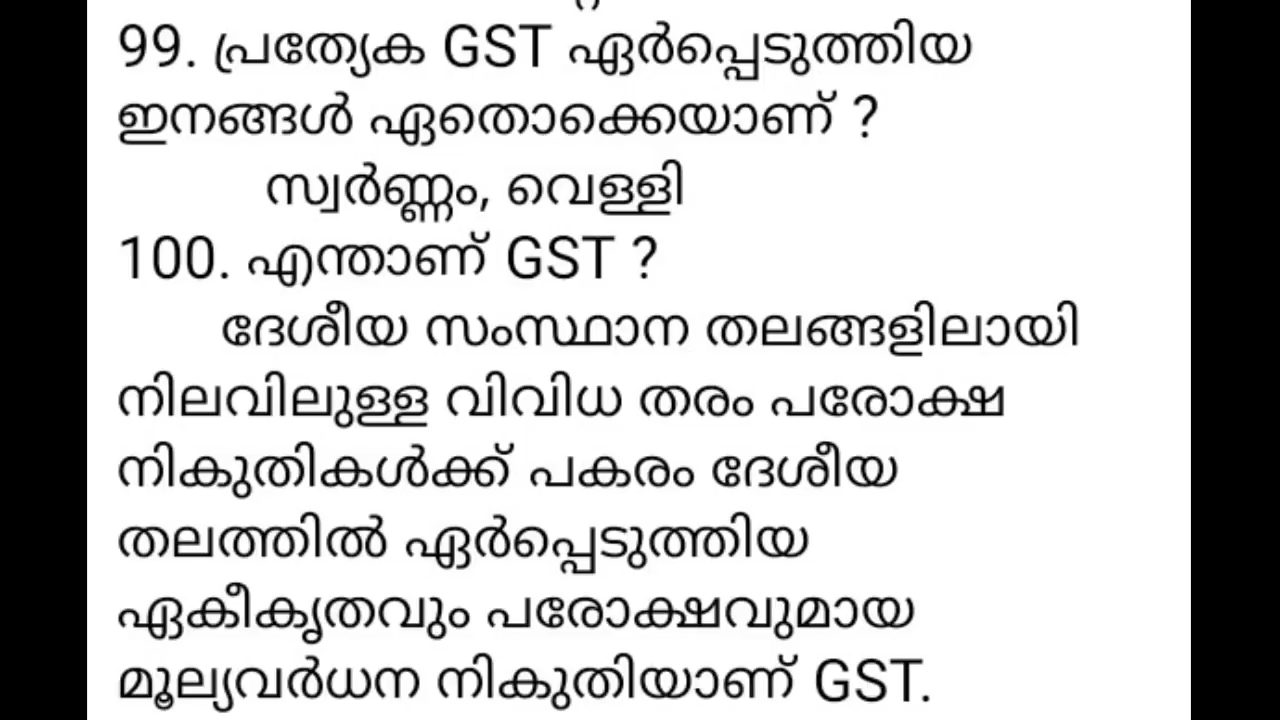 99. പ്രത്യേക GST ഏർപ്പെടുത്തിയ
ഇനങ്ങൾ ഏതൊക്കെയാണ് ?
സ്വർണ്ണം, വെള്ളി
100. എന്താണ് GST ?
ദേശീയ സംസ്ഥാന തലങ്ങളിലായി
നിലവിലുള്ള വിവിധ തരം പരോക്ഷ
നികുതികൾക്ക് പകരം ദേശീയ
തലത്തിൽ ഏർപ്പെടുത്തിയ
ഏകീകൃതവും പരോക്ഷവുമായ
മൂല്യവർധന നികുതിയാണ് GST.